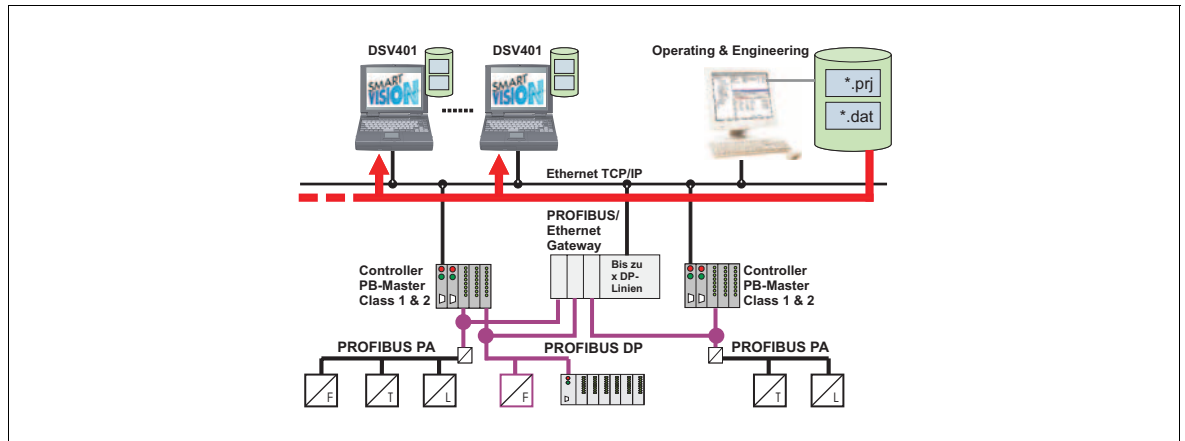 DSV401
DSV401
Operating & Engineering
SMART
VISION
SMART
VISION
*.prj
*.dat
Ethernet TCP/IP
PROFIBUS/
Ethernet
Gateway
Controller
PB-Master
Class 1 & 2
Bis zu
x DP-
Linien
Controller
PB-Master
Class 1 & 2
PROFIBUS PA
PROFIBUS DP
PROFIBUS PA
F
T
L
F
D
T
L